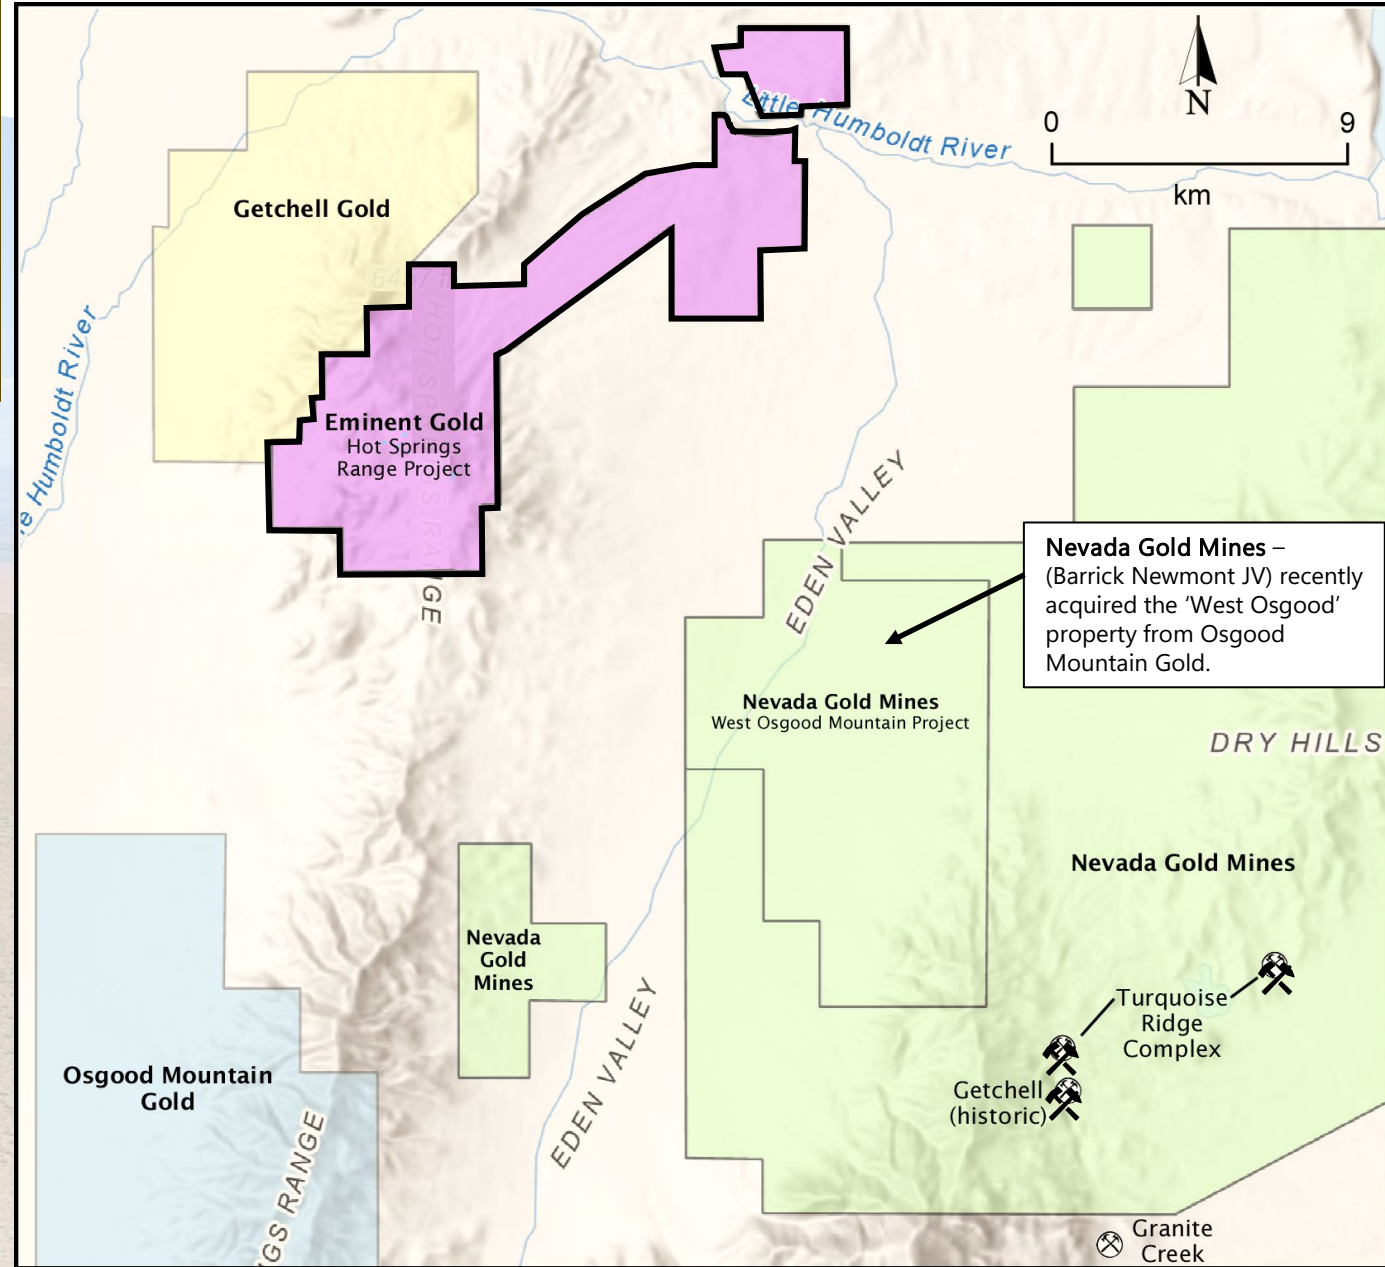 N
0 9
km
Little Humboldt River
Getchell Gold
Humboldt River
Eminent Gold
Hot Springs
Range Project
EDEN VALLEY
Nevada Gold Mines –
(Barrick Newmont JV) recently
acquired the ‘West Osgood’
property from Osgood
Mountain Gold.
Nevada Gold Mines
West Osgood Mountain Project
DRY HILLS
Nevada Gold Mines
Nevada
Gold
Mines
Turquoise
Ridge
Complex
Getchell
(historic)
EDEN VALLEY
Osgood Mountain
Gold
GS RANGE
Granite
Creek